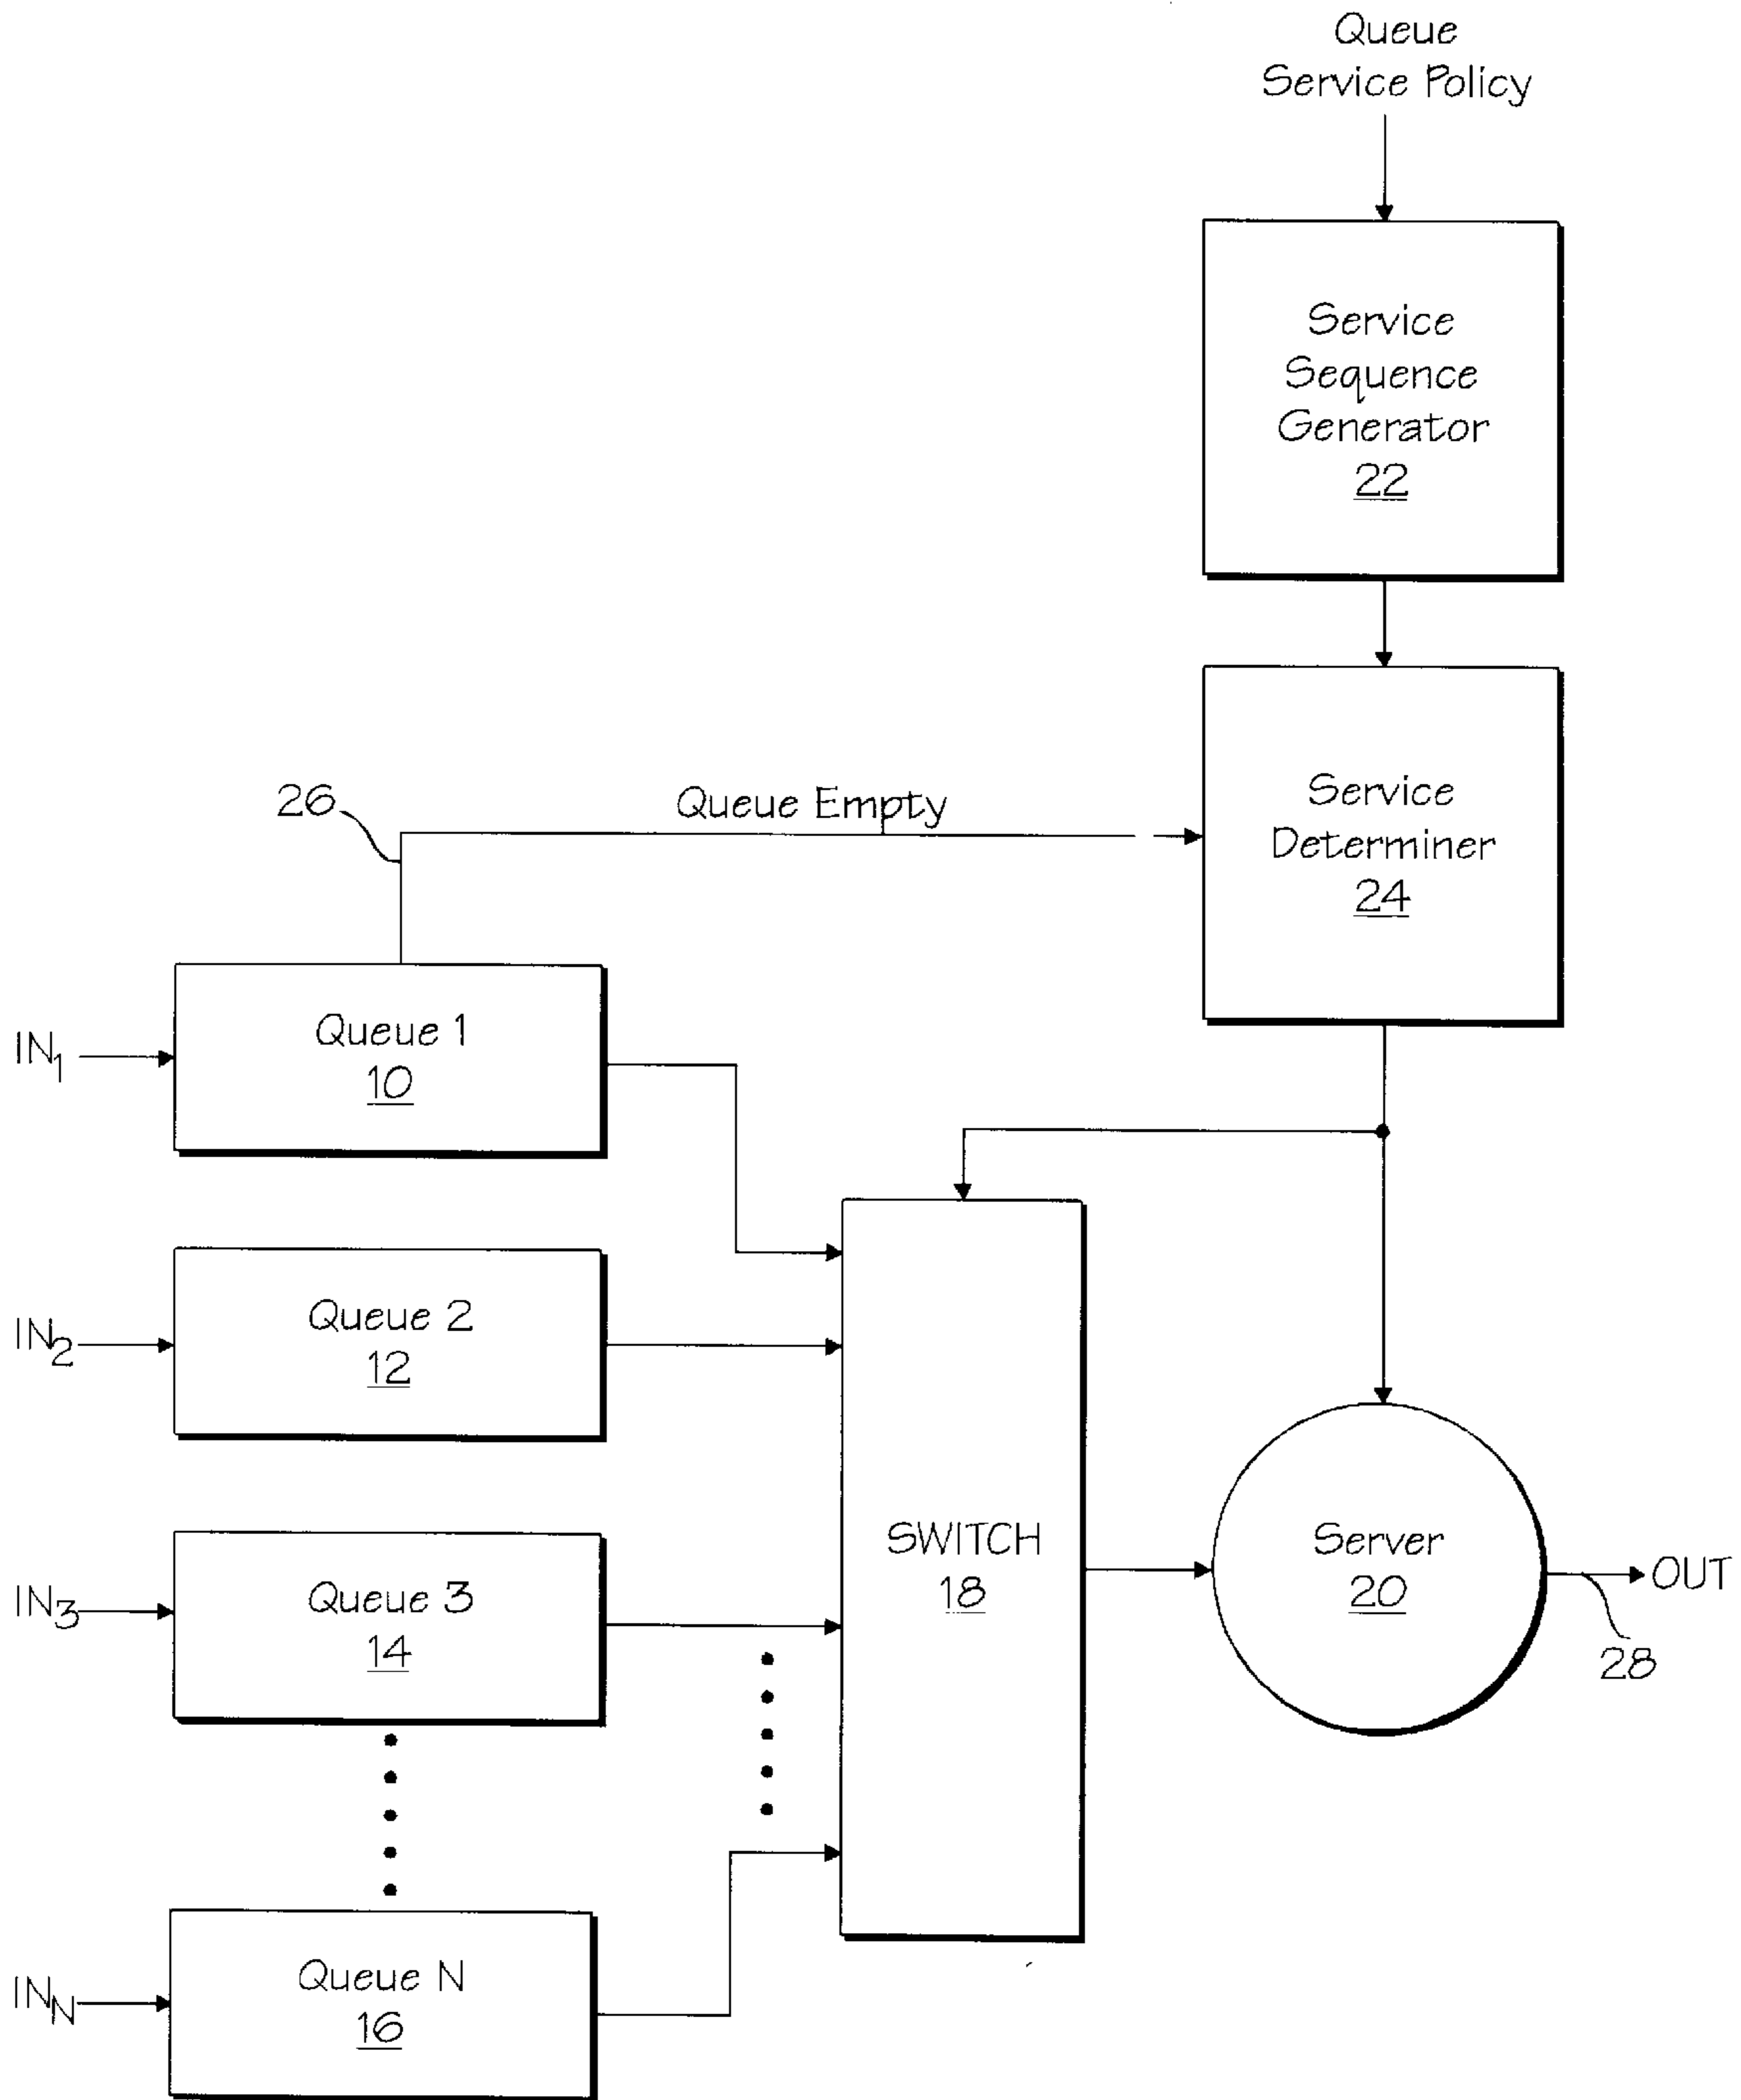 Queue
Service Policy
Service
Sequence
Generator
22
26
Queue Empty
Service
Determiner
24
IN1
Queue 1
10
IN2
Queue 2
12
IN3
Queue 3
14
SWITCH
18
Server
20
OUT
28
INN
Queue N
16